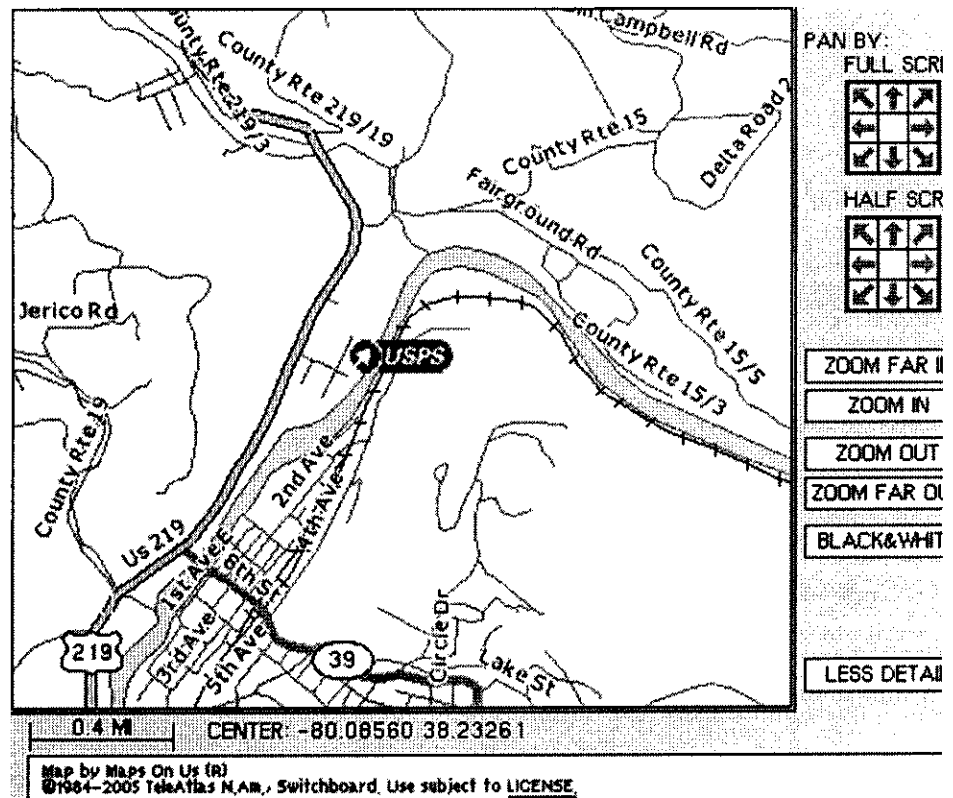 Campbell Rd
County Rte 219/19
County Rte 219/3
County Rte 15
Delta Road 2
Fairground Rd
County Rte 15/5
Jerico Rd
USPS
County Rte 15/3
County Rte 19
2nd Ave
4th Ave
Us 219
1st Ave E
8th St
3rd Ave
5th Ave
Circle Dr
Lake St
219
39
PAN BY:
FULL SCR
HALF SCR
ZOOM FAR I
ZOOM IN
ZOOM OUT
ZOOM FAR OU
BLACK&WHIT
LESS DETAI
0.4 MI
CENTER: -80.08560 38.23261
Map by Maps On Us (R)
©1984-2005 TeleAtlas N.Am., Switchboard. Use subject to LICENSE.